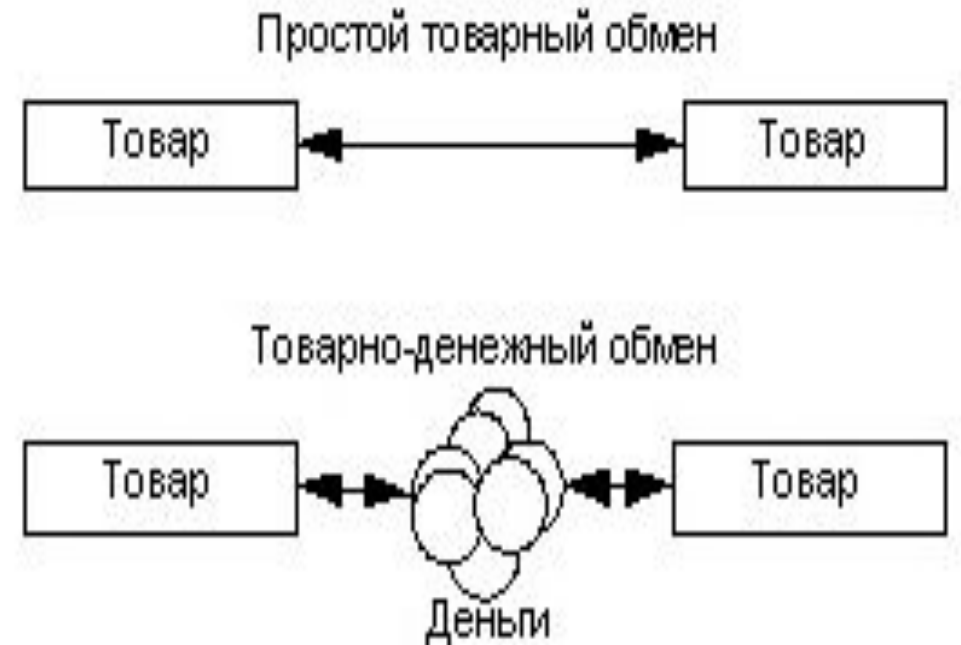 Простой товарный обмен
Товар Товар
Товарно-денежный обмен
Товар Товар
Деньги